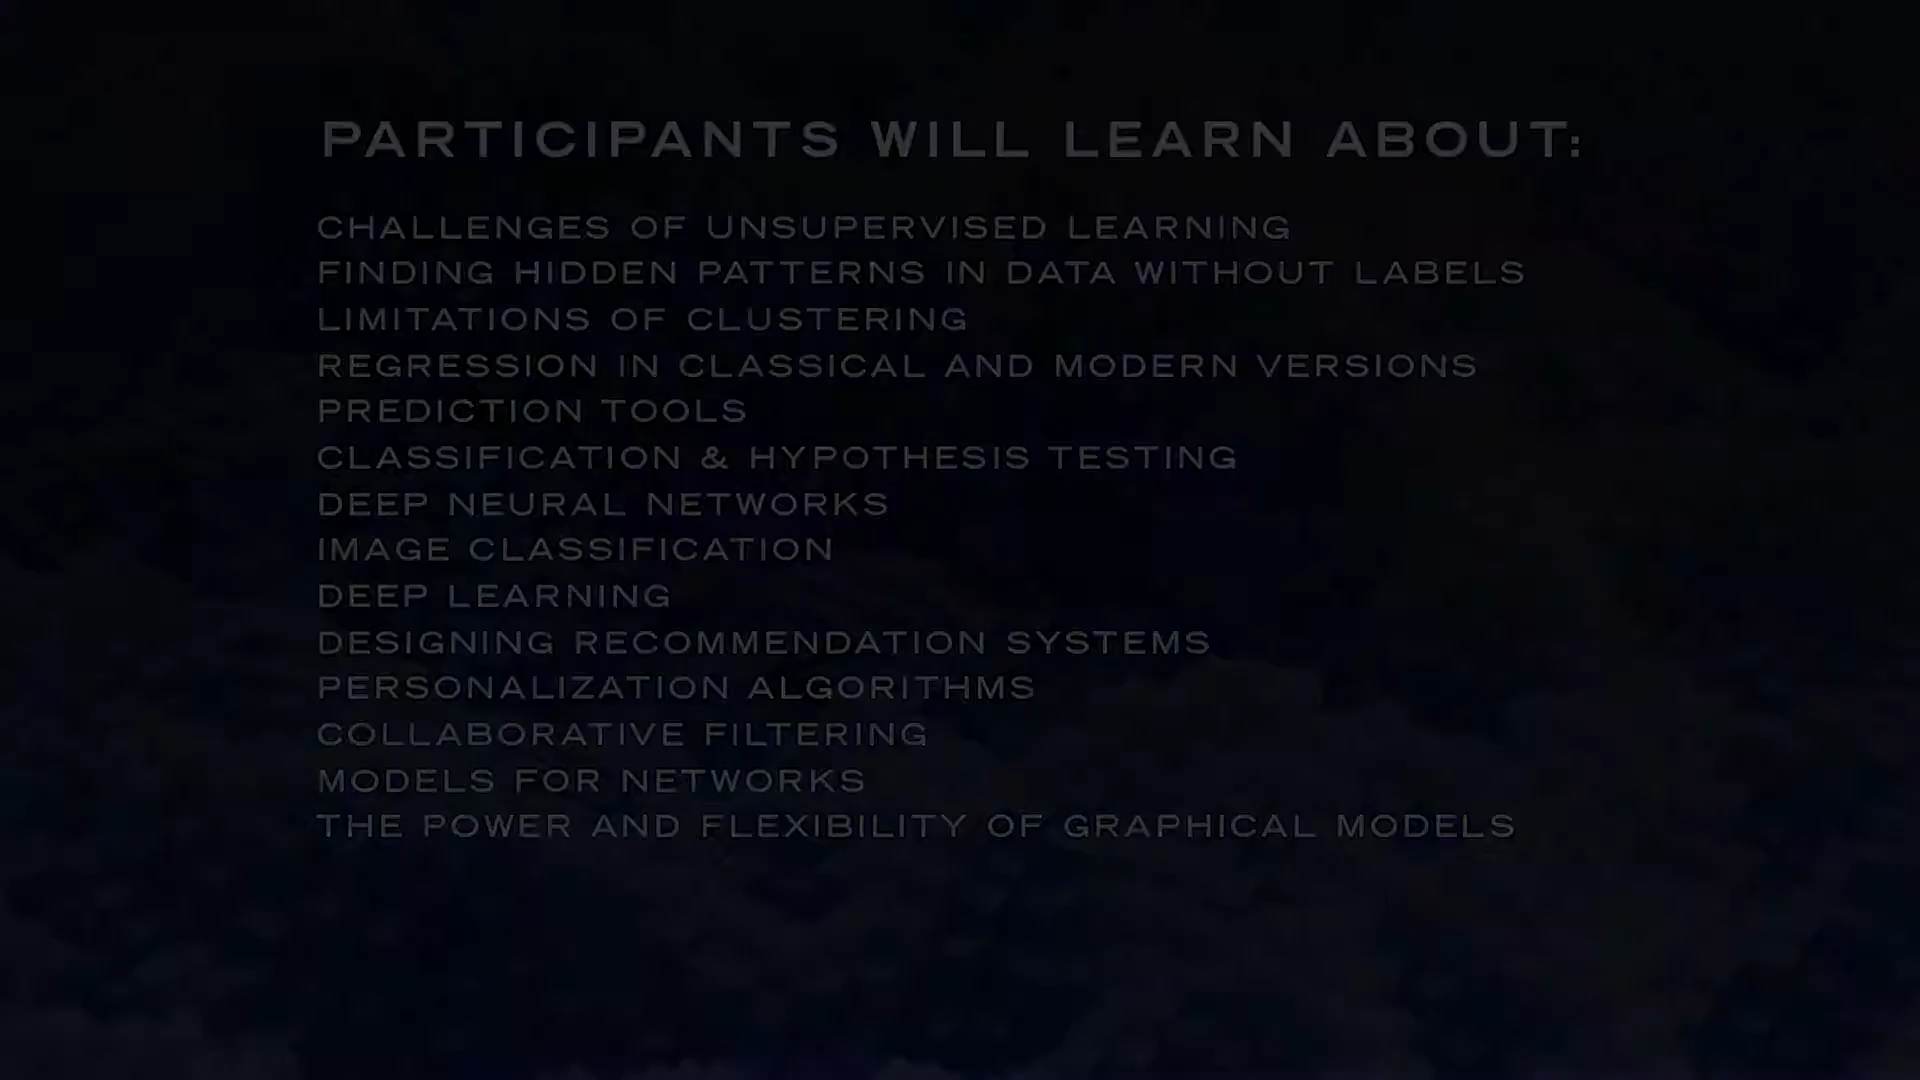 PARTICIPANTS WILL LEARN ABOUT:
CHALLENGES OF UNSUPERVISED LEARNING
FINDING HIDDEN PATTERNS IN DATA WITHOUT LABELS
LIMITATIONS OF CLUSTERING
REGRESSION IN CLASSICAL AND MODERN VERSIONS
PREDICTION TOOLS
CLASSIFICATION & HYPOTHESIS TESTING
DEEP NEURAL NETWORKS
IMAGE CLASSIFICATION
DEEP LEARNING
DESIGNING RECOMMENDATION SYSTEMS
PERSONALIZATION ALGORITHMS
COLLABORATIVE FILTERING
MODELS FOR NETWORKS
THE POWER AND FLEXIBILITY OF GRAPHICAL MODELS